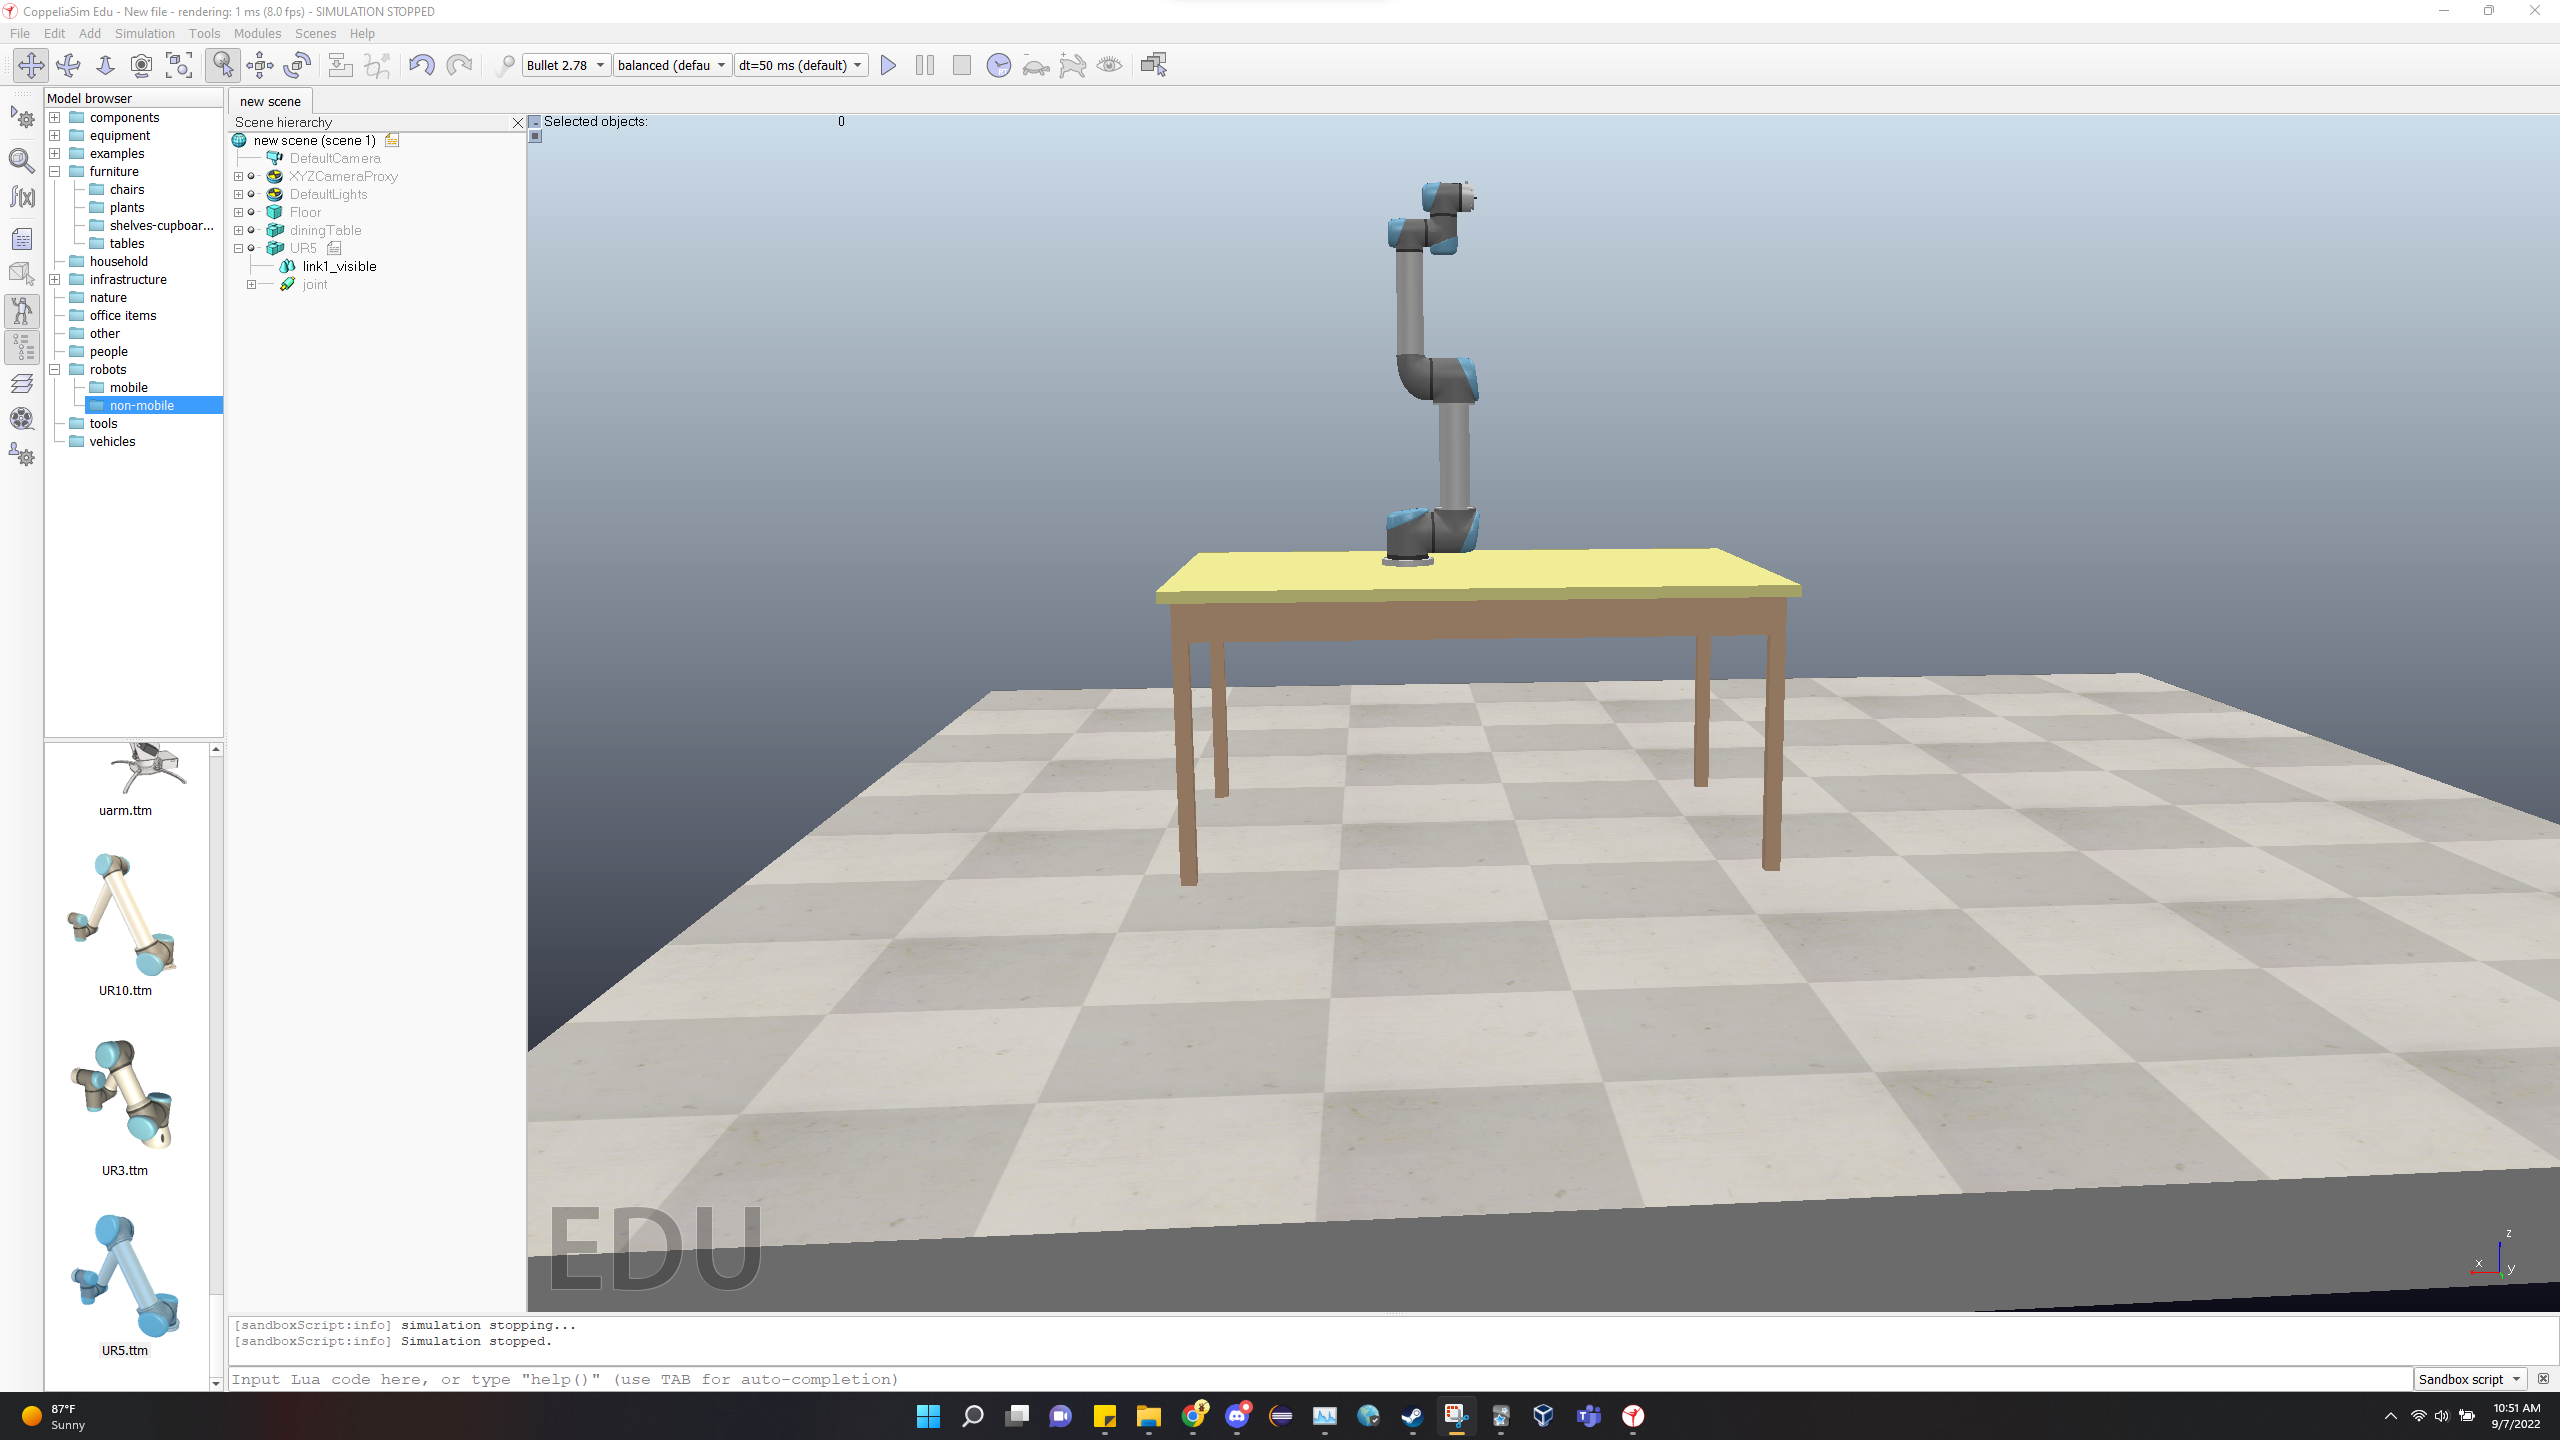 CoppeliaSim Edu - New file - rendering: 1 ms (8.0 fps) - SIMULATION STOPPED
File Edit Add Simulation Tools Modules Scenes Help
Bullet 2.78 balanced (defau dt=50 ms (default)
Model browser
components
equipment
examples
furniture
chairs
plants
shelves-cupboar...
tables
household
infrastructure
nature
office items
other
people
robots
mobile
non-mobile
tools
vehicles
uarm.ttm
UR10.ttm
UR3.ttm
UR5.ttm
new scene
Scene hierarchy
new scene (scene 1)
DefaultCamera
XYZCameraProxy
DefaultLights
Floor
diningTable
UR5
link1_visible
joint
Selected objects: 0
EDU
z
x
y
[sandboxScript:info] simulation stopping...
[sandboxScript:info] Simulation stopped.
Input Lua code here, or type "help()" (use TAB for auto-completion)
Sandbox script
87°F
Sunny
10:51 AM
9/7/2022